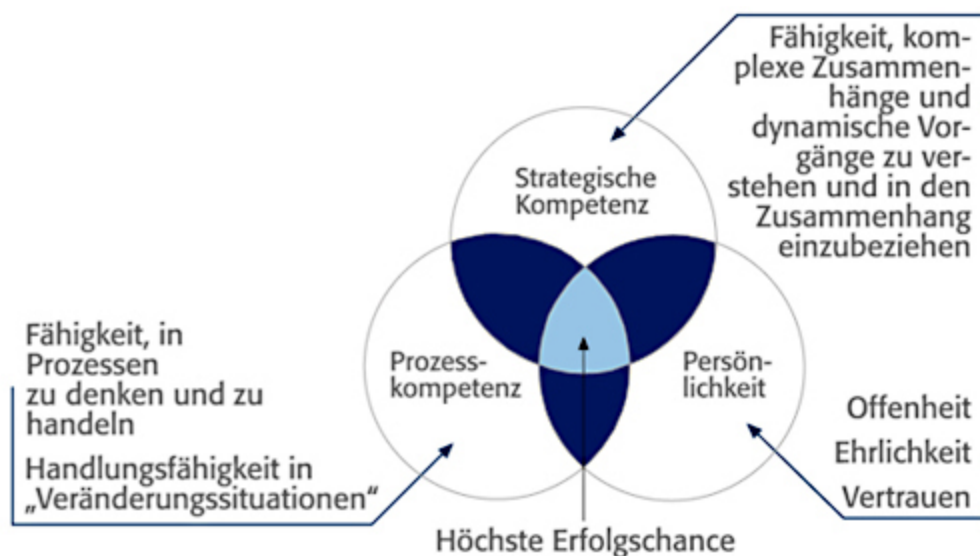 Fähigkeit, kom-
plexe Zusammen-
hänge und
dynamische Vor-
gänge zu ver-
stehen und in den
Zusammenhang
einzubeziehen
Strategische
Kompetenz
Fähigkeit, in
Prozessen
zu denken und zu
handeln
Handlungsfähigkeit in
„Veränderungssituationen“
Prozess-
kompetenz
Persön-
lichkeit
Offenheit
Ehrlichkeit
Vertrauen
Höchste Erfolgschance